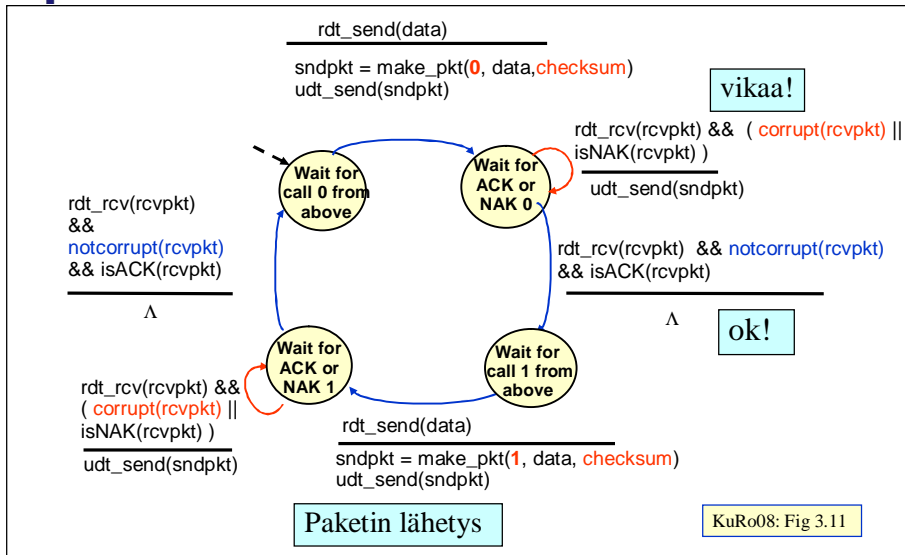 rdt_send(data)
sndpkt = make_pkt(0, data,checksum)
udt_send(sndpkt)
vikaa!
rdt_rcv(rcvpkt) && ( corrupt(rcvpkt) ||
isNAK(rcvpkt) )
udt_send(sndpkt)
Wait for
call 0 from
above
Wait for
ACK or
NAK 0
rdt_rcv(rcvpkt)
&&
notcorrupt(rcvpkt)
&& isACK(rcvpkt)
Λ
rdt_rcv(rcvpkt) && notcorrupt(rcvpkt)
&& isACK(rcvpkt)
Λ
ok!
Wait for
ACK or
NAK 1
Wait for
call 1 from
above
rdt_rcv(rcvpkt) &&
( corrupt(rcvpkt) ||
isNAK(rcvpkt) )
udt_send(sndpkt)
rdt_send(data)
sndpkt = make_pkt(1, data, checksum)
udt_send(sndpkt)
Paketin lähetys
KuRo08: Fig 3.11